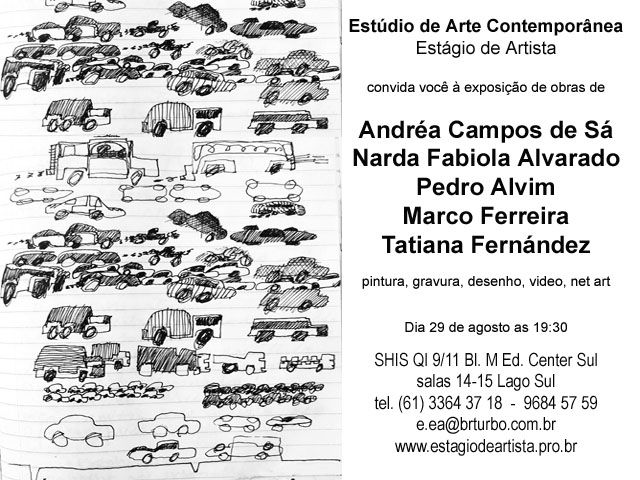 Estúdio de Arte Contemporânea
Estágio de Artista
convida você à exposição de obras de
Andréa Campos de Sá
Narda Fabiola Alvarado
Pedro Alvim
Marco Ferreira
Tatiana Fernández
pintura, gravura, desenho, video, net art
Dia 29 de agosto as 19:30
SHIS QI 9/11 Bl. M Ed. Center Sul
salas 14-15 Lago Sul
tel. (61) 3364 37 18 - 9684 57 59
e.ea@brturbo.com.br
www.estagiodeartista.pro.br